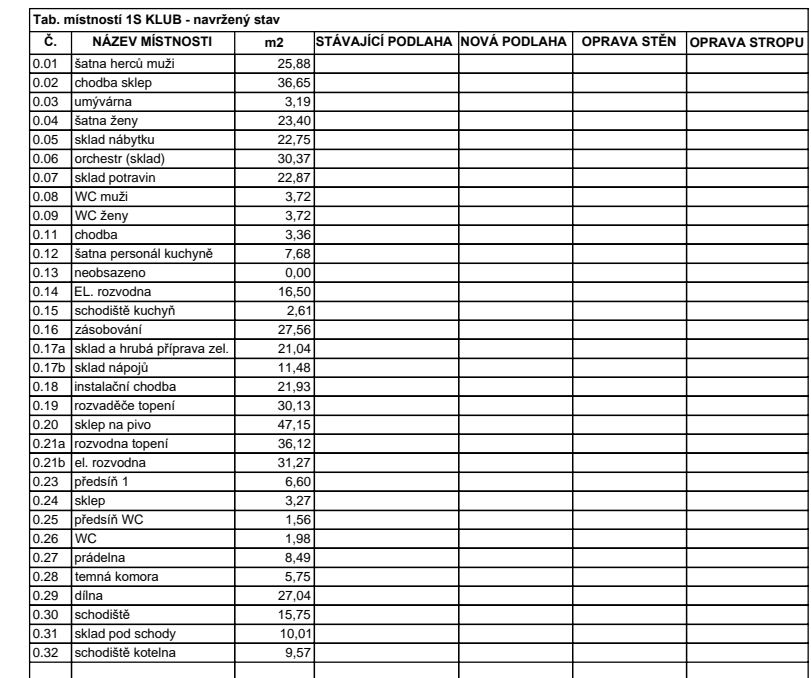 Tab. místností 1S KLUB - navržený stav
Č. NÁZEV MÍSTNOSTI m2 STÁVAJÍCÍ PODLAHA NOVÁ PODLAHA OPRAVA STĚN OPRAVA STROPU
0.01 šatna herců muži 25,88
0.02 chodba sklep 36,65
0.03 umývárna 3,19
0.04 šatna ženy 23,40
0.05 sklad nábytku 22,75
0.06 orchestr (sklad) 30,37
0.07 sklad potravin 22,87
0.08 WC muži 3,72
0.09 WC ženy 3,72
0.11 chodba 3,36
0.12 šatna personál kuchyně 7,68
0.13 neobsazeno 0,00
0.14 EL. rozvodna 16,50
0.15 schodiště kuchyň 2,61
0.16 zásobování 27,56
0.17a sklad a hrubá příprava zel. 21,04
0.17b sklad nápojů 11,48
0.18 instalační chodba 21,93
0.19 rozvaděče topení 30,13
0.20 sklep na pivo 47,15
0.21a rozvodna topení 36,12
0.21b el. rozvodna 31,27
0.23 předsíň 1 6,60
0.24 sklep 3,27
0.25 předsíň WC 1,56
0.26 WC 1,98
0.27 prádelna 8,49
0.28 temná komora 5,75
0.29 dílna 27,04
0.30 schodiště 15,75
0.31 sklad pod schody 10,01
0.32 schodiště kotelna 9,57